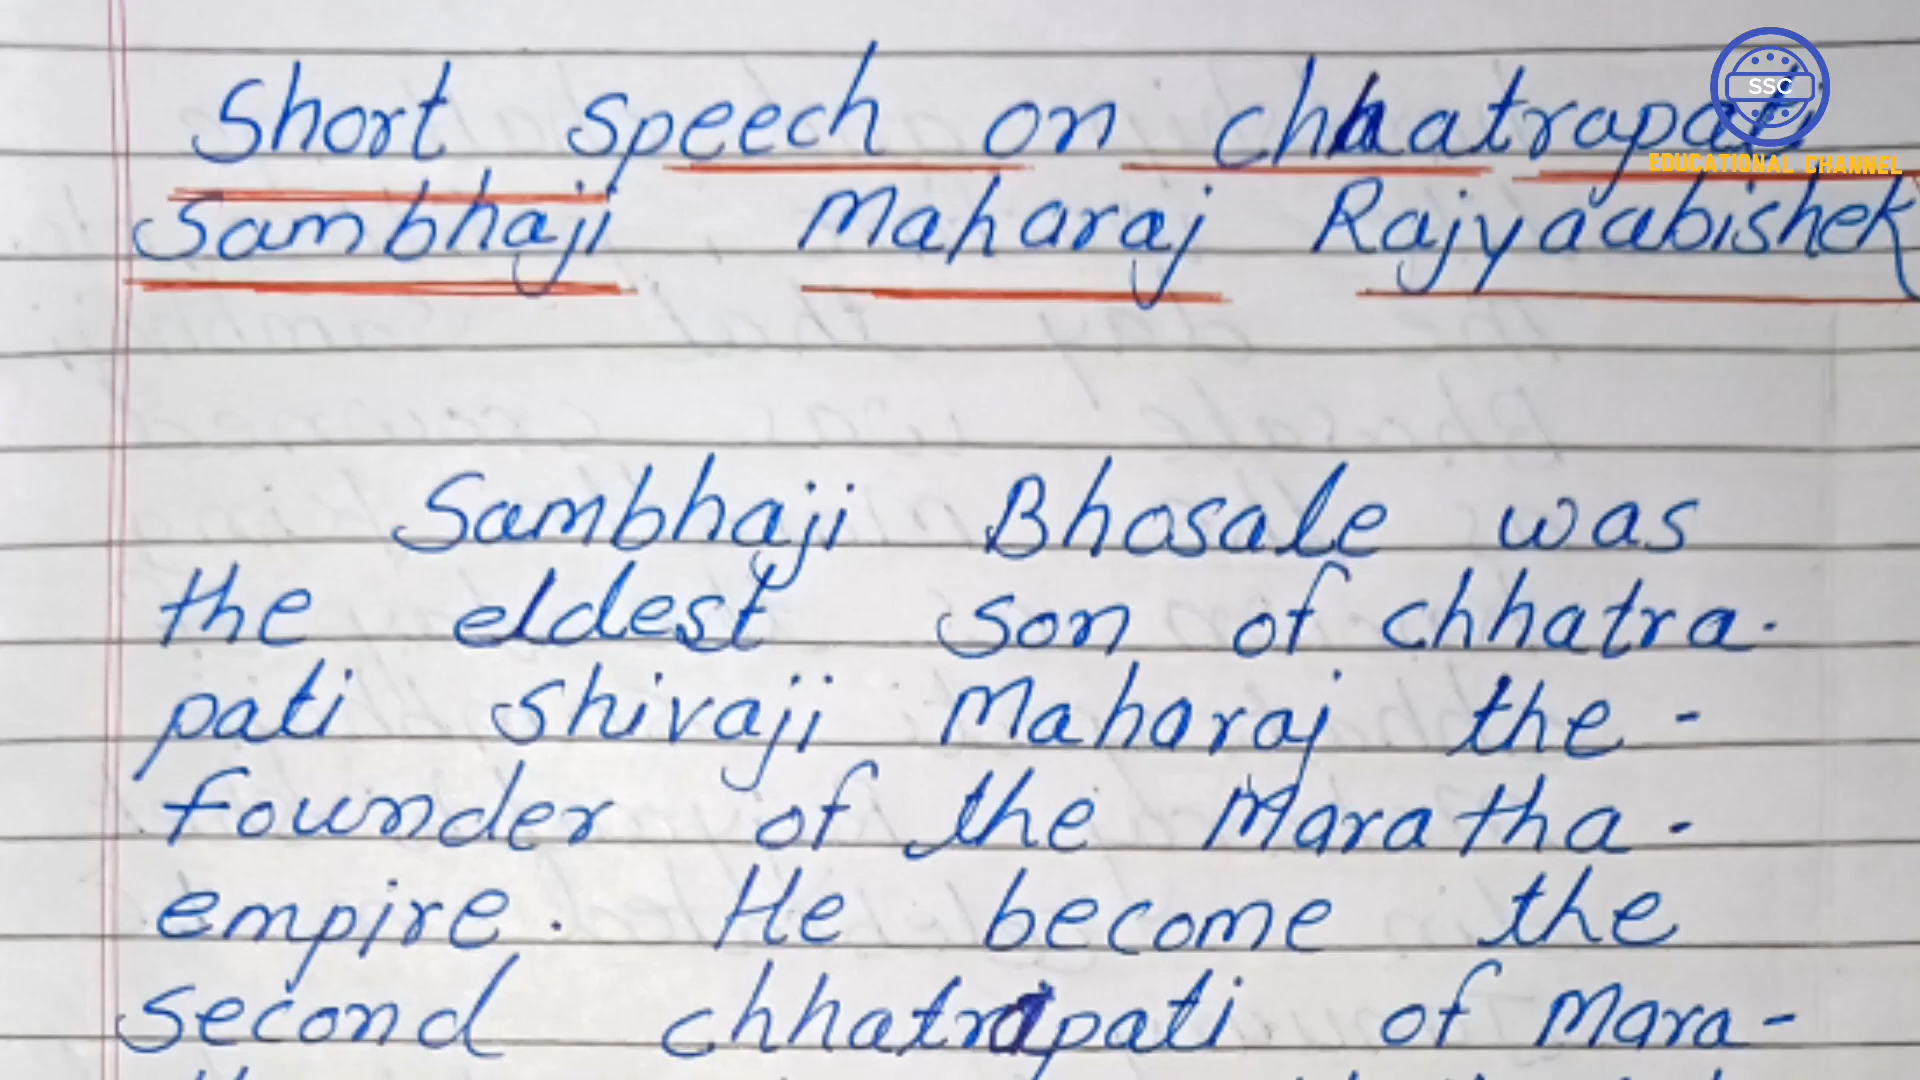 Short speech on chhatrapati
Sambhaji Maharaj Rajyaabishek
SSC
EDUCATIONAL CHANNEL
Sambhaji Bhosale was
the eldest son of chhatra-
pati Shivaji Maharaj the -
founder of the Maratha -
empire. He become the
second chhatrapati of Mara-